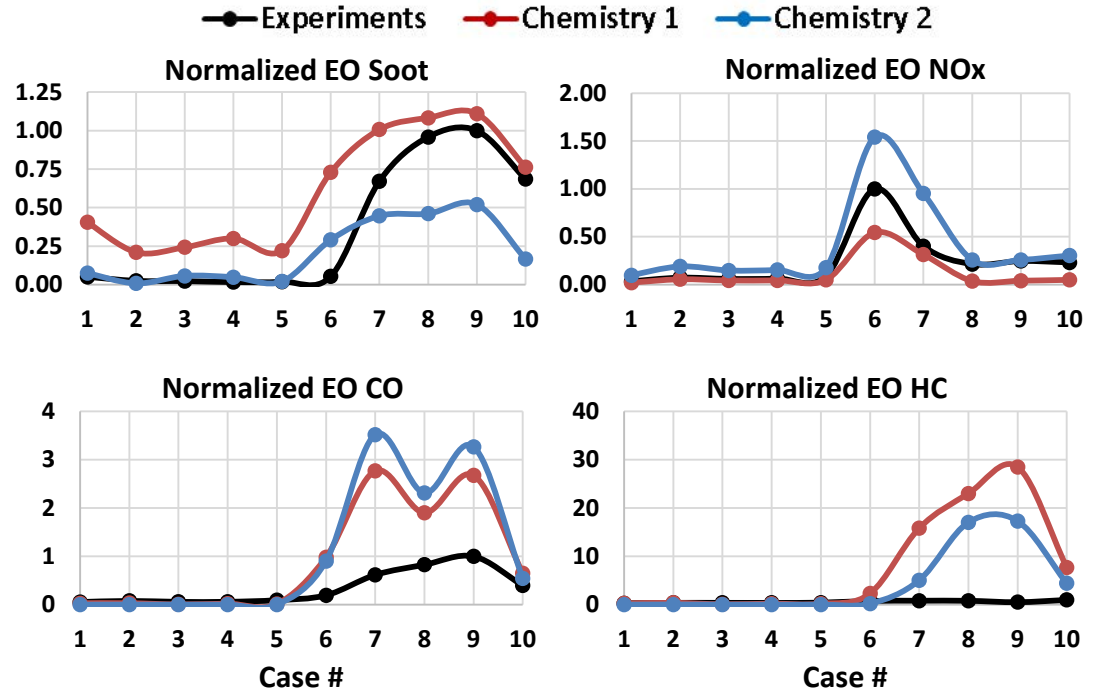 Experiments Chemistry 1 Chemistry 2
Normalized EO Soot
1.25
1.00
0.75
0.50
0.25
0.00
1 2 3 4 5 6 7 8 9 10
Normalized EO NOx
2.00
1.50
1.00
0.50
0.00
1 2 3 4 5 6 7 8 9 10
Normalized EO CO
4
3
2
1
0
1 2 3 4 5 6 7 8 9 10
Case #
Normalized EO HC
40
30
20
10
0
1 2 3 4 5 6 7 8 9 10
Case #